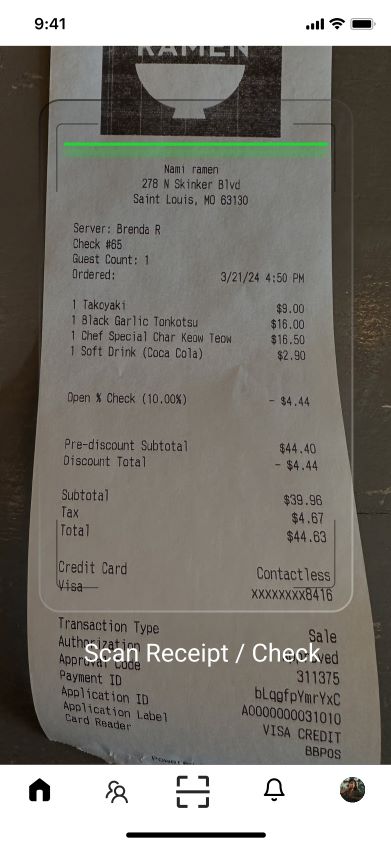 9:41
RAMEN
Nami ramen
278 N Skinker Blvd
Saint Louis, MO 63130
Server: Brenda R
Check #65
Guest Count: 1
Ordered: 3/21/24 4:50 PM
1 Takoyaki $9.00
1 Black Garlic Tonkotsu $16.00
1 Chef Special Char Keow Teow $16.50
1 Soft Drink (Coca Cola) $2.90
Open % Check (10.00%) - $4.44
Pre-discount Subtotal $44.40
Discount Total - $4.44
Subtotal $39.96
Tax $4.67
Total $44.63
Credit Card Contactless
Visa xxxxxxxx8416
Transaction Type Sale
Authorization
Scan Receipt / Check
Approval Code 311375
Payment ID bLqgfpYmrYxC
Application ID A0000000031010
Application Label VISA CREDIT
Card Reader BBPOS